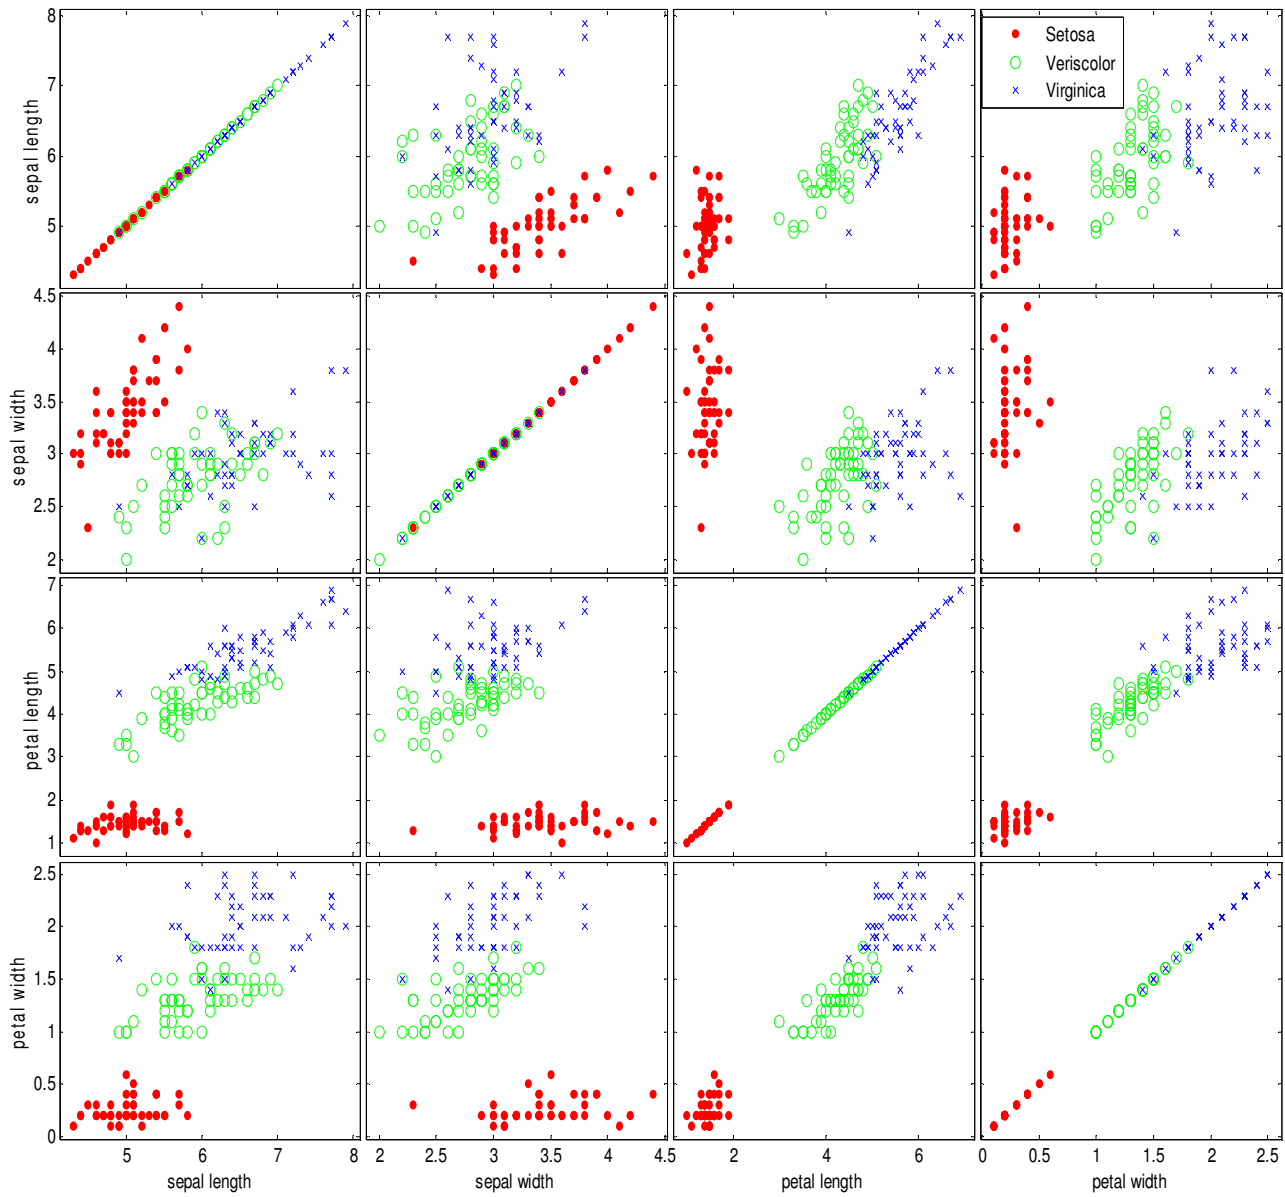 8
7
6
5
sepal length
Setosa
Veriscolor
Virginica
4.5
4
3.5
3
2.5
2
sepal width
7
6
5
4
3
2
1
petal length
2.5
2
1.5
1
0.5
0
petal width
5 6 7 8
2 2.5 3 3.5 4 4.5
2 4 6
0 0.5 1 1.5 2 2.5
sepal length sepal width petal length petal width